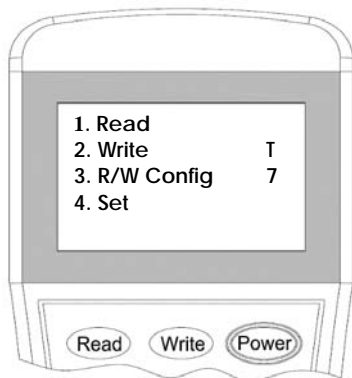 1. Read
2. Write T
3. R/W Config 7
4. Set
Read Write Power